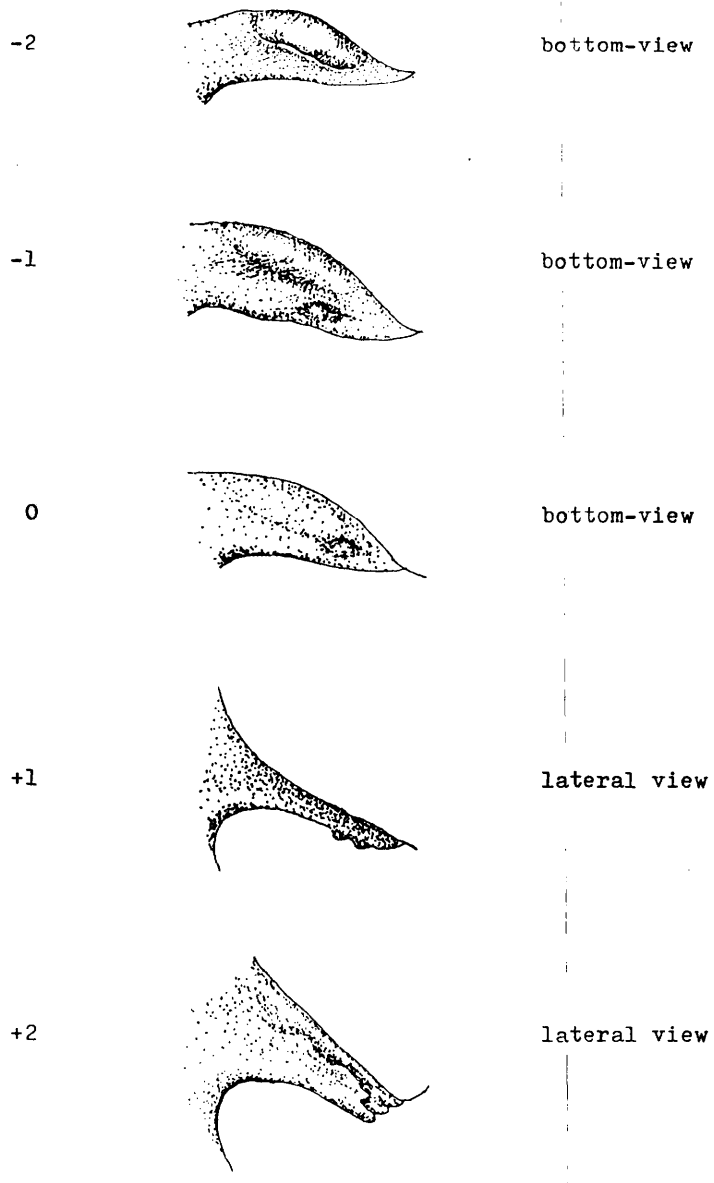 -2 bottom-view
-1 bottom-view
0 bottom-view
+1 lateral view
+2 lateral view